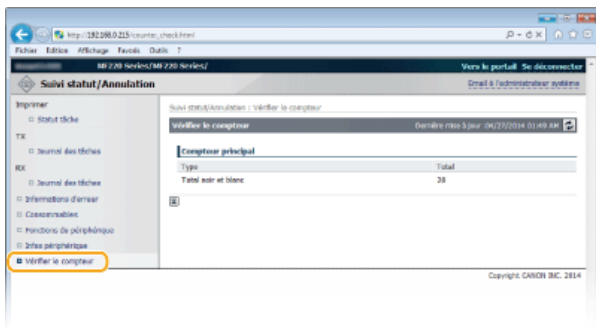 http://192.168.0.215/counter_check.html
Fichier Edition Affichage Favoris Outils ?
MF220 Series/MF220 Series/
Vers le portail Se déconnecter
Suivi statut/Annulation
Email à l'administrateur système
Imprimer
Statut tâche
TX
Journal des tâches
RX
Journal des tâches
Informations d'erreur
Consommables
Fonctions de périphérique
Infos périphérique
Vérifier le compteur
Suivi statut/Annulation : Vérifier le compteur
Vérifier le compteur
Dernière mise à jour :04/27/2014 01:49 AM
Compteur principal
Type Total
Total noir et blanc
Copyright CANON INC. 2014